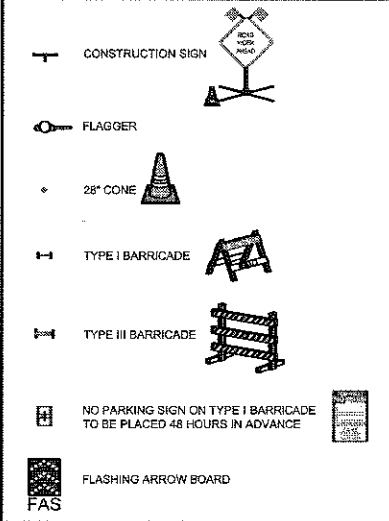 ROAD
WORK
AHEAD
CONSTRUCTION SIGN
FLAGGER
28" CONE
TYPE I BARRICADE
TYPE III BARRICADE
NO PARKING SIGN ON TYPE I BARRICADE
TO BE PLACED 48 HOURS IN ADVANCE
FLASHING ARROW BOARD
FAS